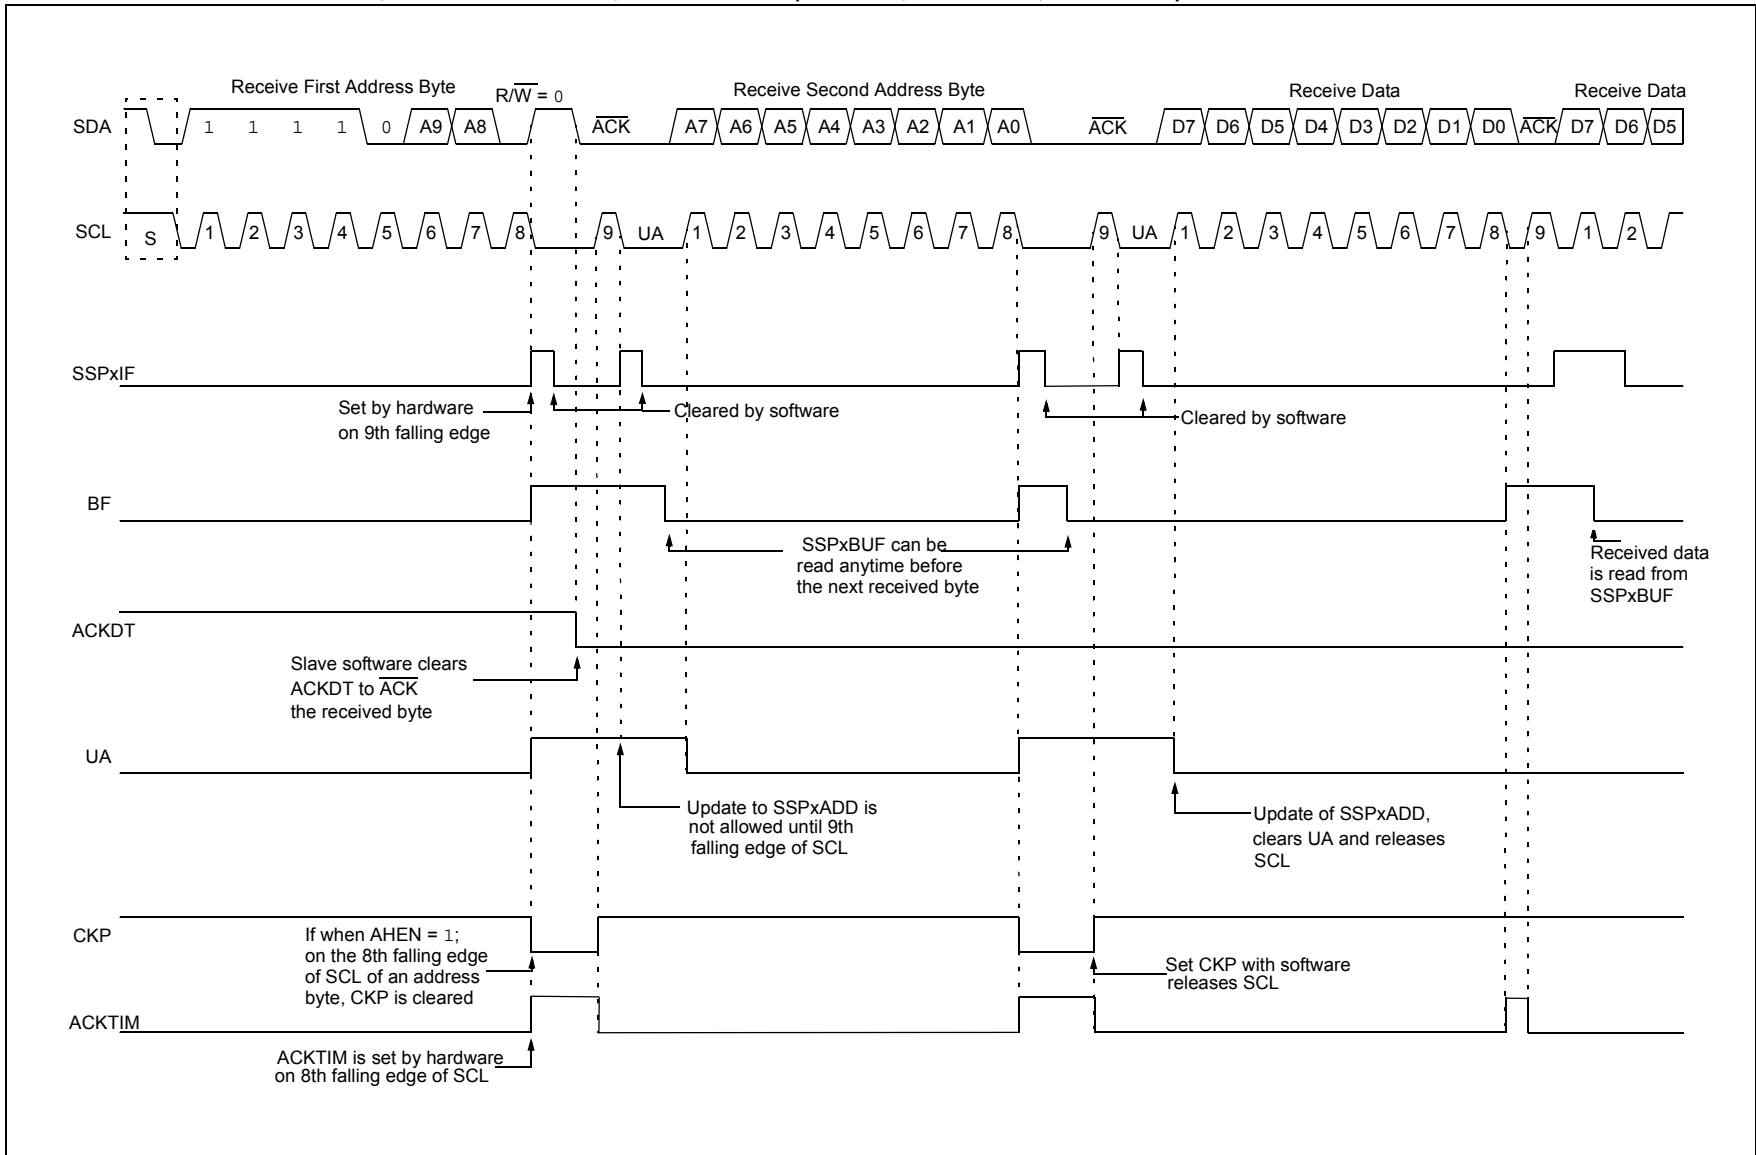 Receive First Address Byte
R/W = 0
Receive Second Address Byte
Receive Data
Receive Data
SDA
1 1 1 1 0 A9 A8
ACK
A7 A6 A5 A4 A3 A2 A1 A0
ACK
D7 D6 D5 D4 D3 D2 D1 D0
ACK
D7 D6 D5
SCL
S
1 2 3 4 5 6 7 8
9
UA
1 2 3 4 5 6 7 8
9
UA
1 2 3 4 5 6 7 8
9
1 2
SSPxIF
Set by hardware
on 9th falling edge
Cleared by software
Cleared by software
BF
SSPxBUF can be
read anytime before
the next received byte
Received data
is read from
SSPxBUF
ACKDT
Slave software clears
ACKDT to ACK
the received byte
UA
Update to SSPxADD is
not allowed until 9th
falling edge of SCL
Update of SSPxADD,
clears UA and releases
SCL
CKP
If when AHEN = 1;
on the 8th falling edge
of SCL of an address
byte, CKP is cleared
Set CKP with software
releases SCL
ACKTIM
ACKTIM is set by hardware
on 8th falling edge of SCL